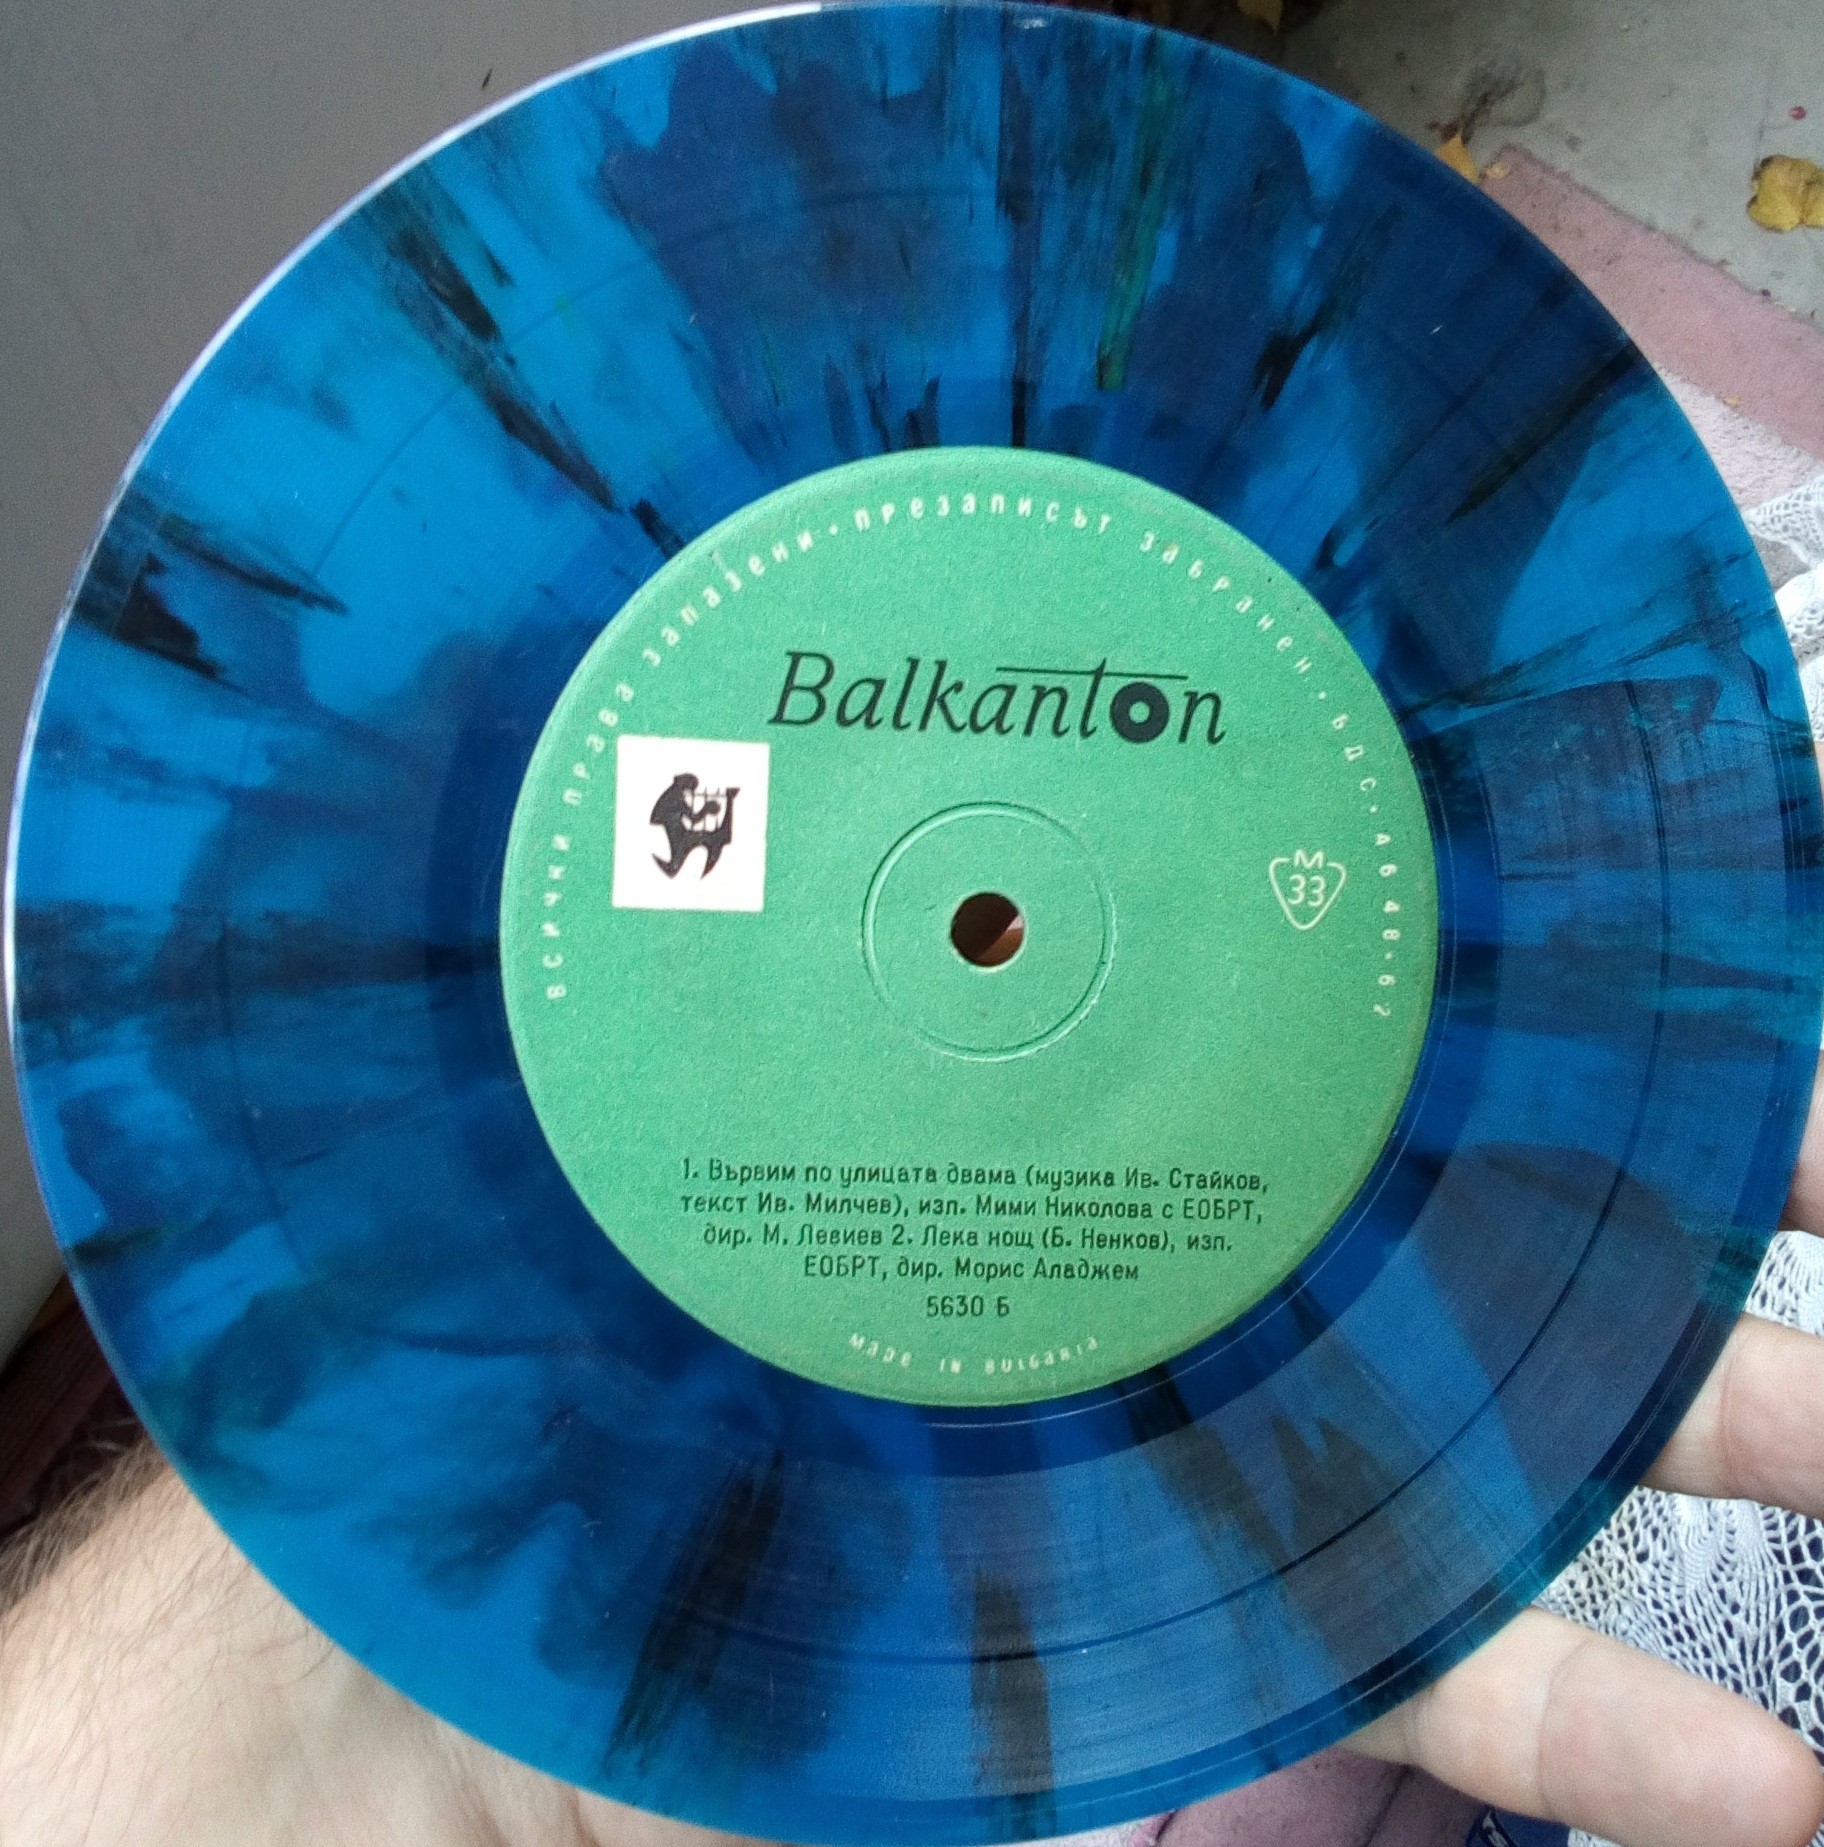 всички права запазени • презаписът забранен • БДС • 4648-62
Balkanton
М
33
1. Вървим по улицата двама (музика Ив. Стайков,
текст Ив. Милчев), изп. Мими Николова с ЕОБРТ,
дир. М. Левиев 2. Лека нощ (Б. Ненков), изп.
ЕОБРТ, дир. Морис Аладжем
5630 Б
made in bulgaria